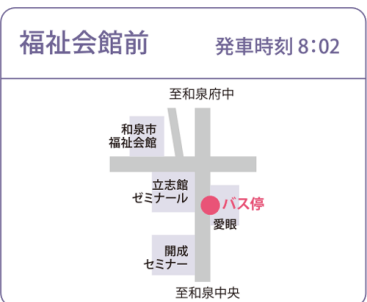 福祉会館前
発車時刻 8:02
至和泉府中
和泉市
福祉会館
立志館
ゼミナール
バス停
愛眼
開成
セミナー
至和泉中央